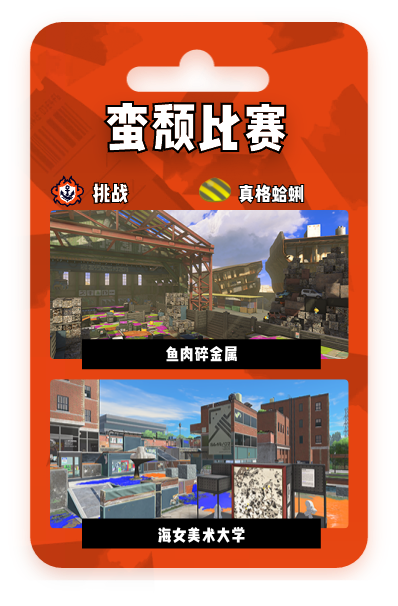 蛮颓比赛
挑战
真格蛤蜊
鱼肉碎金属
海女美术大学